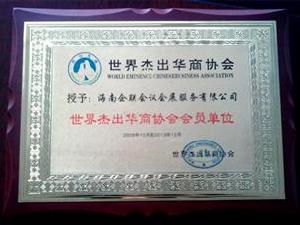 世界杰出华商协会
WORLD EMINENCE CHINESEBUSINESS ASSOCIATION
授予：海南金联会议会展服务有限公司
世界杰出华商协会会员单位
世界杰出华商协会